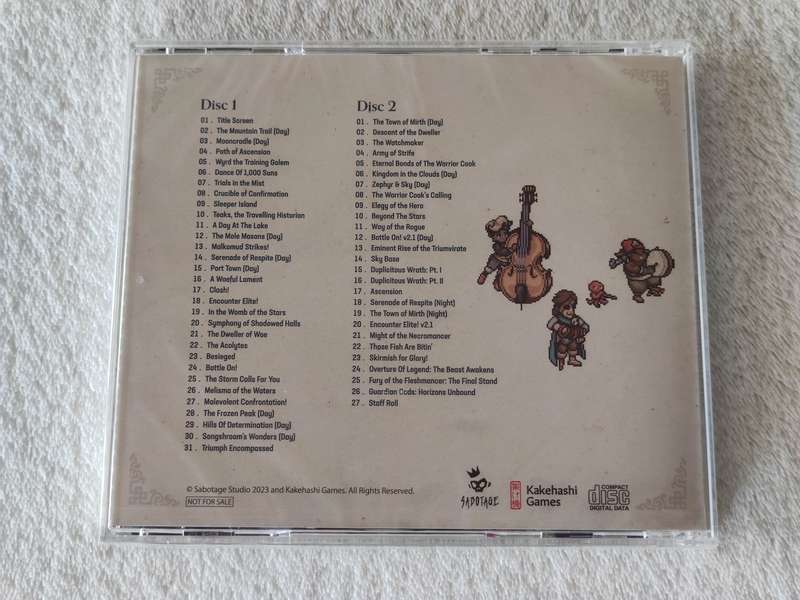 Disc 1
01 . Title Screen
02 . The Mountain Trail (Day)
03 . Mooncradle (Day)
04 . Path of Ascension
05 . Wyrd the Training Golem
06 . Dance Of 1,000 Suns
07 . Trials In the Mist
08 . Crucible of Confirmation
09 . Sleeper Island
10 . Teaks, the Travelling Historian
11 . A Day At The Lake
12 . The Mole Masons (Day)
13 . Malkomud Strikes!
14 . Serenade of Respite (Day)
15 . Port Town (Day)
16 . A Woeful Lament
17 . Clash!
18 . Encounter Elite!
19 . In the Womb of the Stars
20 . Symphony of Shadowed Halls
21 . The Dweller of Woe
22 . The Acolytes
23 . Besieged
24 . Battle On!
25 . The Storm Calls For You
26 . Melisma of the Waters
27 . Malevolent Confrontation!
28 . The Frozen Peak (Day)
29 . Hills Of Determination (Day)
30 . Songshroom's Wonders (Day)
31 . Triumph Encompassed
Disc 2
01 . The Town of Mirth (Day)
02 . Descent of the Dweller
03 . The Watchmaker
04 . Army of Strife
05 . Eternal Bonds of The Warrior Cook
06 . Kingdom in the Clouds (Day)
07 . Zephyr & Sky (Day)
08 . The Warrior Cook's Calling
09 . Elegy of the Hero
10 . Beyond The Stars
11 . Way of the Rogue
12 . Battle On! v2.1 (Day)
13 . Eminent Rise of the Triumvirate
14 . Sky Base
15 . Duplicitous Wrath: Pt. I
16 . Duplicitous Wrath: Pt. II
17 . Ascension
18 . Serenade of Respite (Night)
19 . The Town of Mirth (Night)
20 . Encounter Elite! v2.1
21 . Might of the Necromancer
22 . Those Fish Are Bitin'
23 . Skirmish for Glory!
24 . Overture Of Legend: The Beast Awakens
25 . Fury of the Fleshmancer: The Final Stand
26 . Guardian Gods: Horizons Unbound
27 . Staff Roll
© Sabotage Studio 2023 and Kakehashi Games. All Rights Reserved.
NOT FOR SALE
SABOTAGE
Kakehashi
Games
COMPACT
disc
DIGITAL DATA